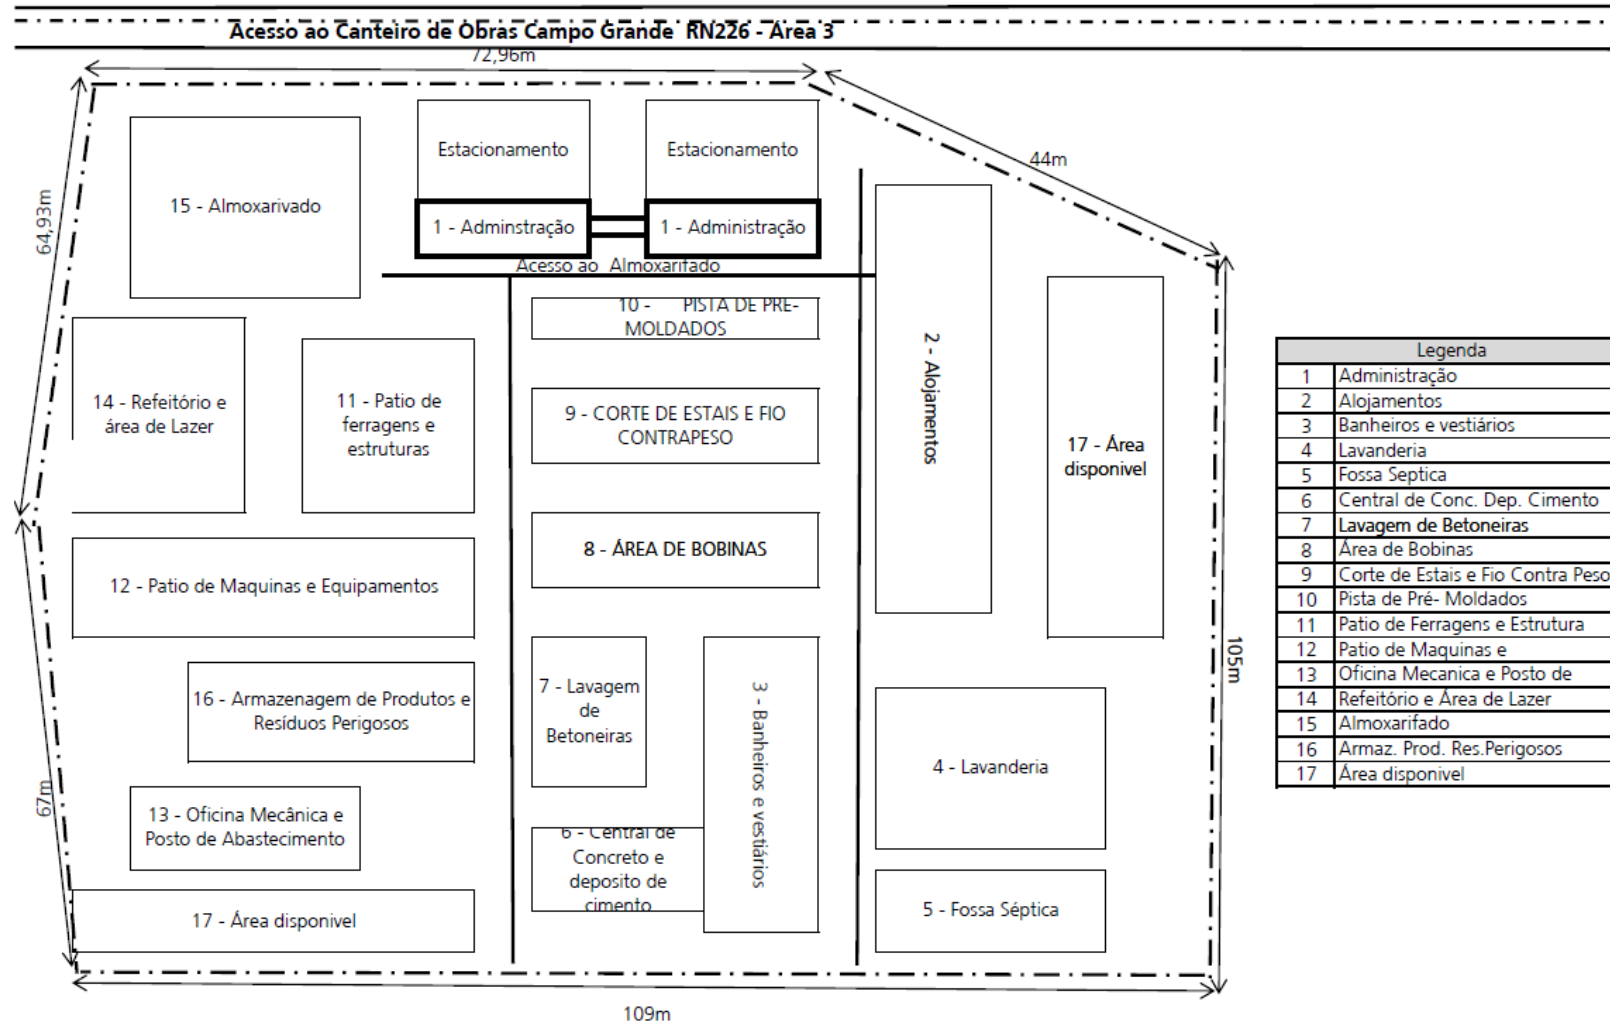 Acesso ao Canteiro de Obras Campo Grande RN226 - Area 3
72,96m
44m
64,93m
67m
105m
109m
Estacionamento
Estacionamento
15 - Almoxarivado
1 - Adminstração
1 - Administração
Acesso ao Almoxarifado
10 - PISTA DE PRE-
MOLDADOS
14 - Refeitório e
área de Lazer
11 - Patio de
ferragens e
estruturas
9 - CORTE DE ESTAIS E FIO
CONTRAPESO
2 - Alojamentos
17 - Área
disponivel
8 - ÁREA DE BOBINAS
12 - Patio de Maquinas e Equipamentos
16 - Armazenagem de Produtos e
Resíduos Perigosos
7 - Lavagem
de
Betoneiras
3 - Banheiros e vestiários
4 - Lavanderia
13 - Oficina Mecânica e
Posto de Abastecimento
6 - Central de
Concreto e
deposito de
cimento
17 - Área disponivel
5 - Fossa Séptica
Legenda
1 Administração
2 Alojamentos
3 Banheiros e vestiários
4 Lavanderia
5 Fossa Septica
6 Central de Conc. Dep. Cimento
7 Lavagem de Betoneiras
8 Área de Bobinas
9 Corte de Estais e Fio Contra Peso
10 Pista de Pré- Moldados
11 Patio de Ferragens e Estrutura
12 Patio de Maquinas e
13 Oficina Mecanica e Posto de
14 Refeitório e Área de Lazer
15 Almoxarifado
16 Armaz. Prod. Res.Perigosos
17 Área disponivel